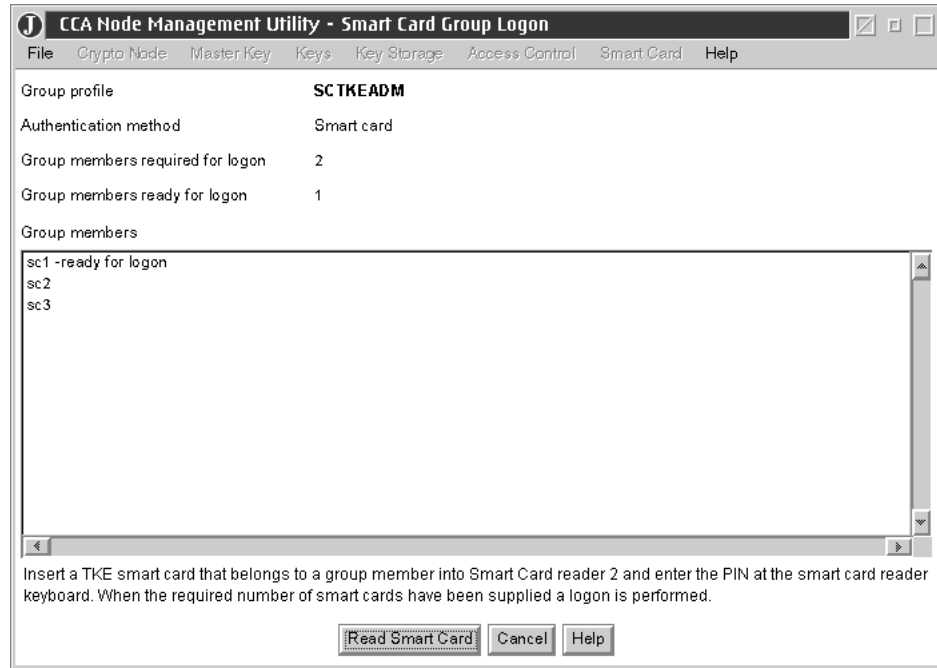 J CCA Node Management Utility - Smart Card Group Logon
File Crypto Node Master Key Keys Key Storage Access Control Smart Card Help
Group profile SCTKEADM
Authentication method Smart card
Group members required for logon 2
Group members ready for logon 1
Group members
sc1 -ready for logon
sc2
sc3
Insert a TKE smart card that belongs to a group member into Smart Card reader 2 and enter the PIN at the smart card reader
keyboard. When the required number of smart cards have been supplied a logon is performed.
Read Smart Card Cancel Help